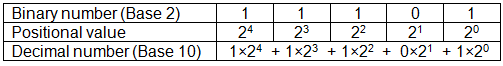 Binary number (Base 2) 1 1 1 0 1
Positional value 2⁴ 2³ 2² 2¹ 2⁰
Decimal number (Base 10) 1×2⁴ + 1×2³ + 1×2² + 0×2¹ + 1×2⁰